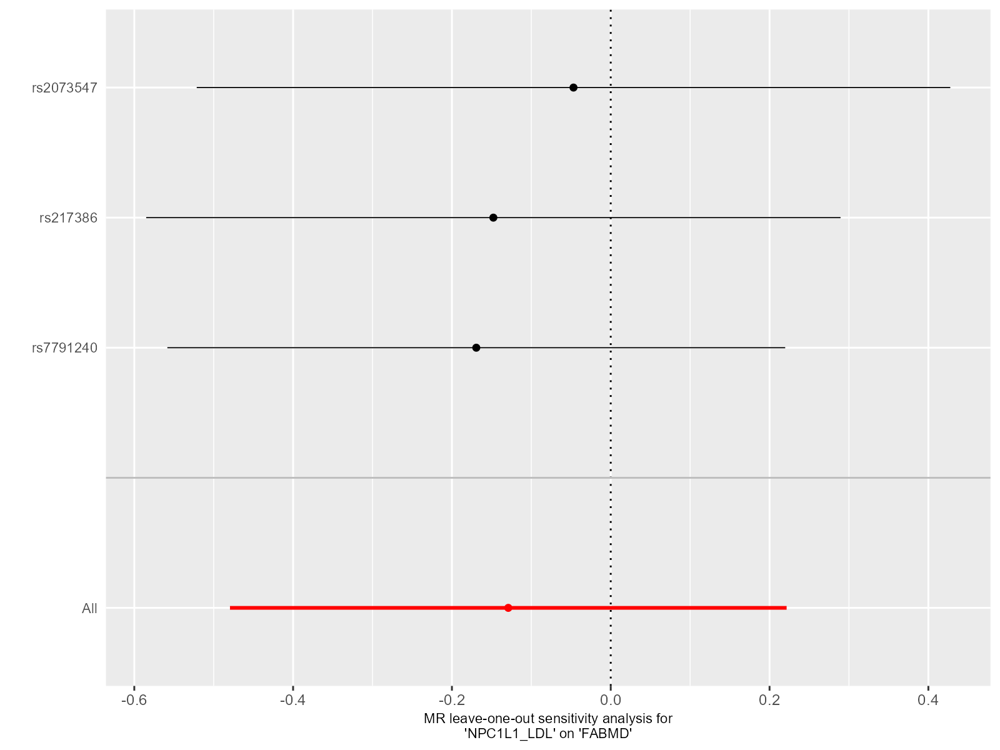 rs2073547
rs217386
rs7791240
All
-0.6 -0.4 -0.2 0.0 0.2 0.4
MR leave-one-out sensitivity analysis for
'NPC1L1_LDL' on 'FABMD'